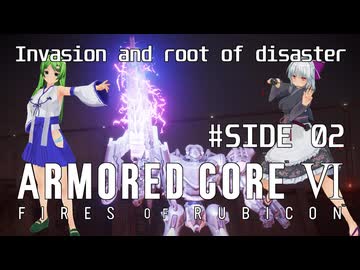 Invasion and root of disaster
#SIDE 02
ARMORED CORE VI
FIRES OF RUBICON